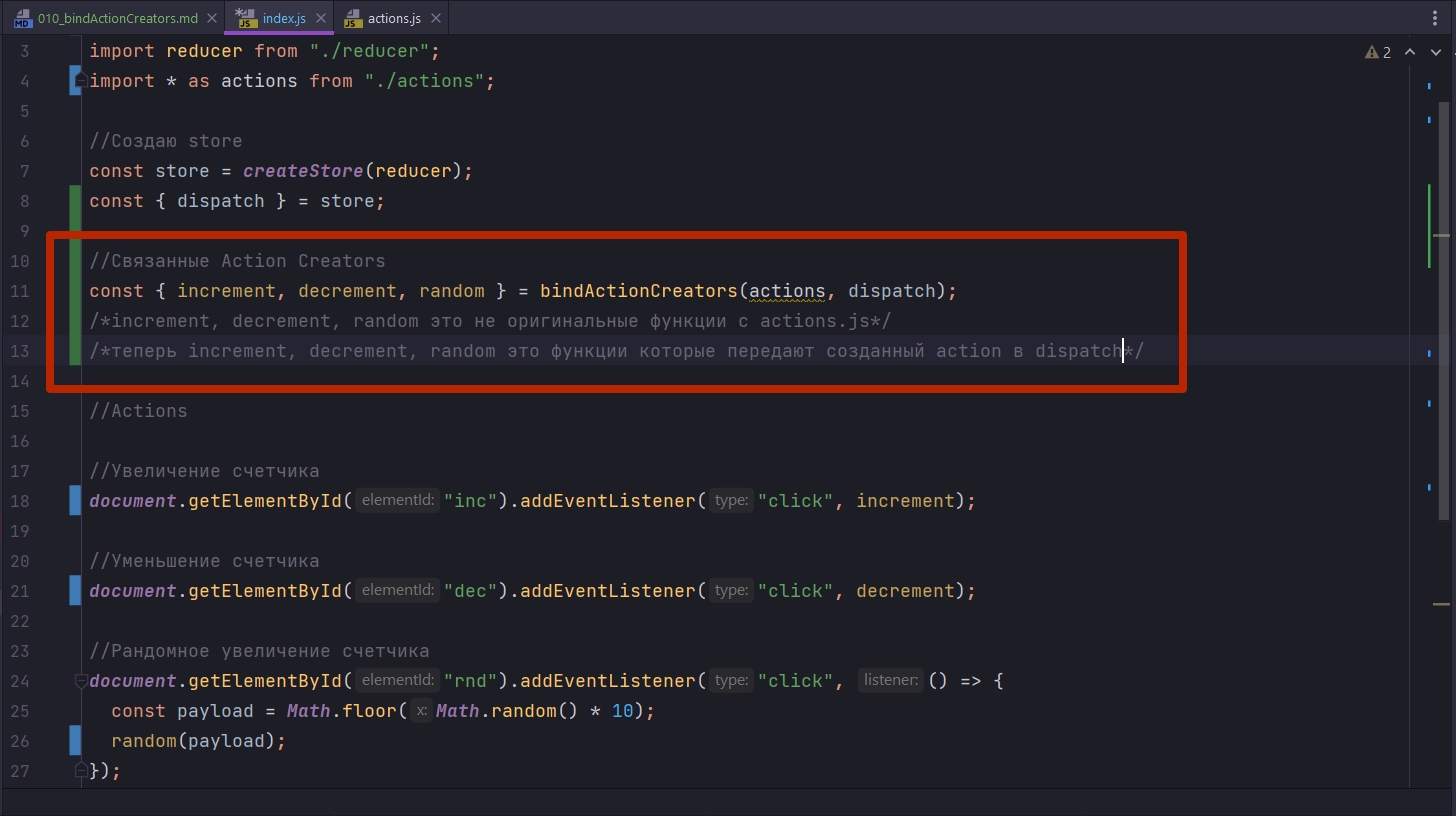 010_bindActionCreators.md index.js actions.js
3 import reducer from "./reducer";
4 import * as actions from "./actions";
5
6 //Создаю store
7 const store = createStore(reducer);
8 const { dispatch } = store;
9
10 //Связанные Action Creators
11 const { increment, decrement, random } = bindActionCreators(actions, dispatch);
12 /*increment, decrement, random это не оригинальные функции с actions.js*/
13 /*теперь increment, decrement, random это функции которые передают созданный action в dispatch*/
14
15 //Actions
16
17 //Увеличение счетчика
18 document.getElementById( elementId: "inc").addEventListener( type: "click", increment);
19
20 //Уменьшение счетчика
21 document.getElementById( elementId: "dec").addEventListener( type: "click", decrement);
22
23 //Рандомное увеличение счетчика
24 document.getElementById( elementId: "rnd").addEventListener( type: "click", listener: () => {
25 const payload = Math.floor( x: Math.random() * 10);
26 random(payload);
27 });
2